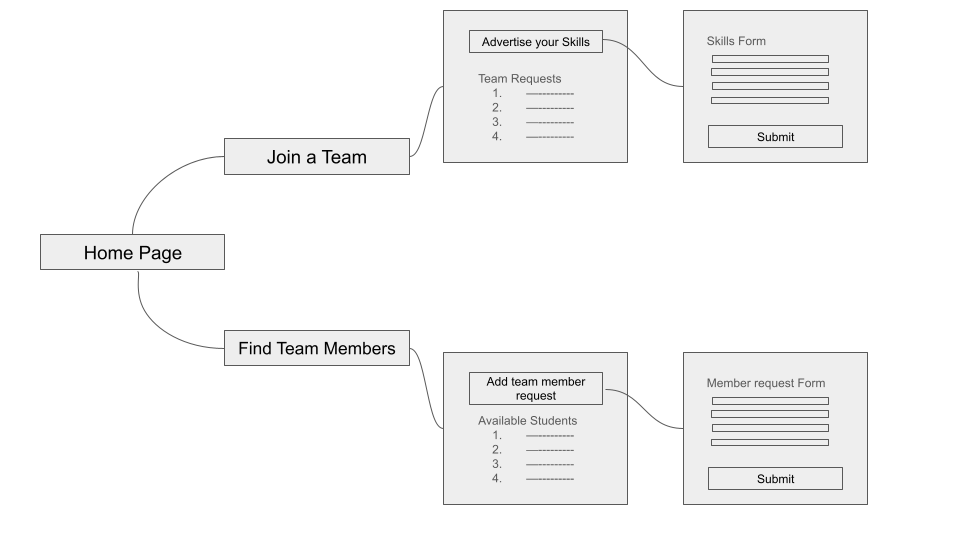 Advertise your Skills
Team Requests
1. ------------
2. ------------
3. ------------
4. ------------
Skills Form
Submit
Join a Team
Home Page
Find Team Members
Add team member
request
Available Students
1. ------------
2. ------------
3. ------------
4. ------------
Member request Form
Submit